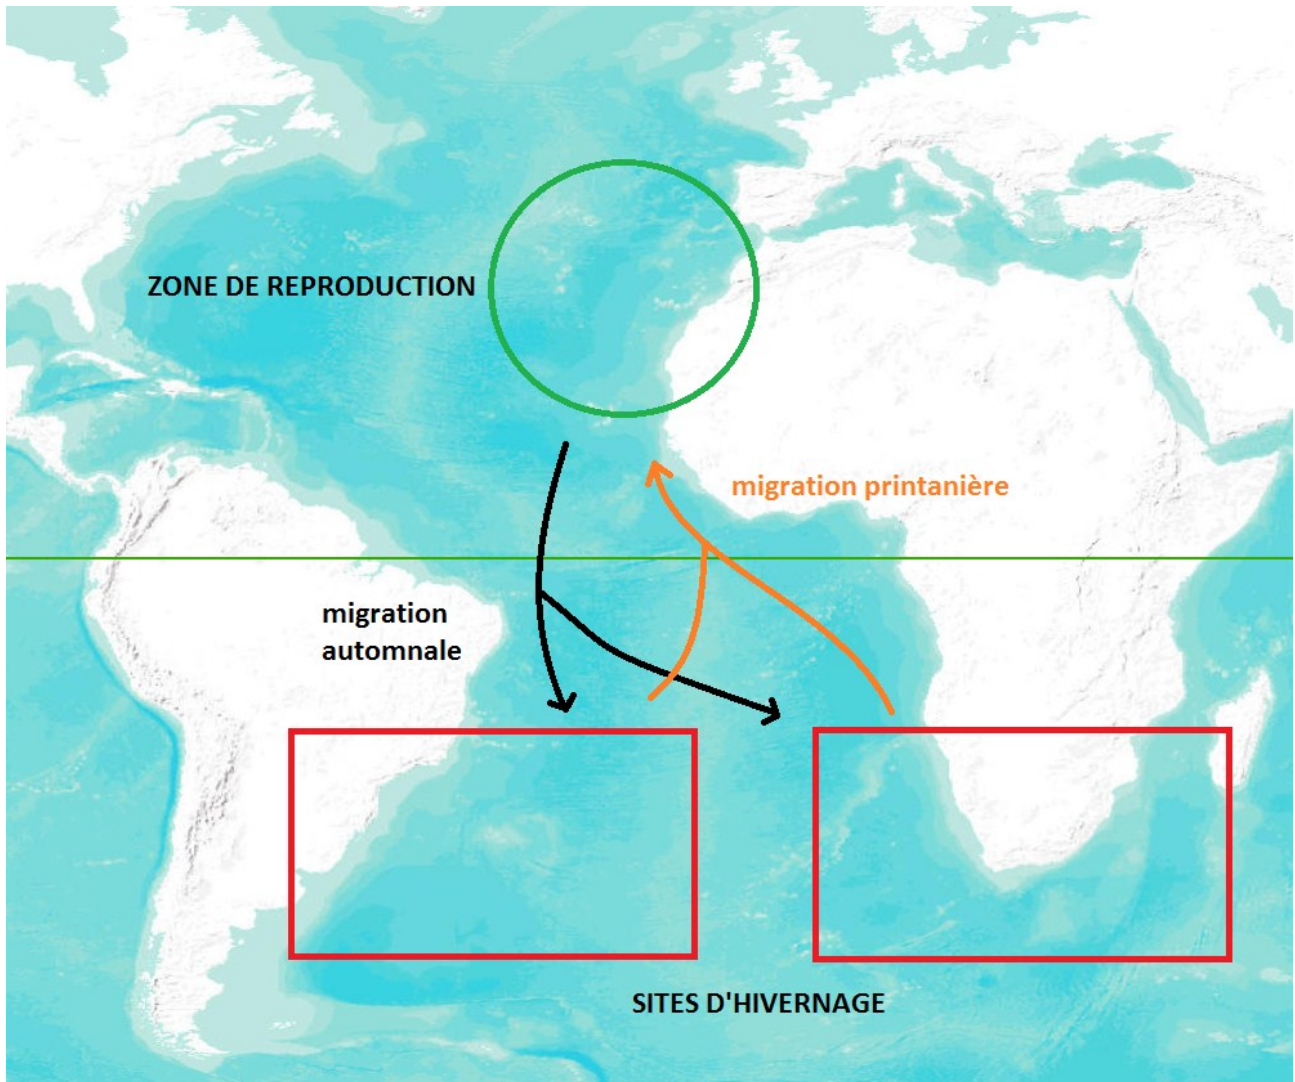 ZONE DE REPRODUCTION
migration printanière
migration
automnale
SITES D'HIVERNAGE